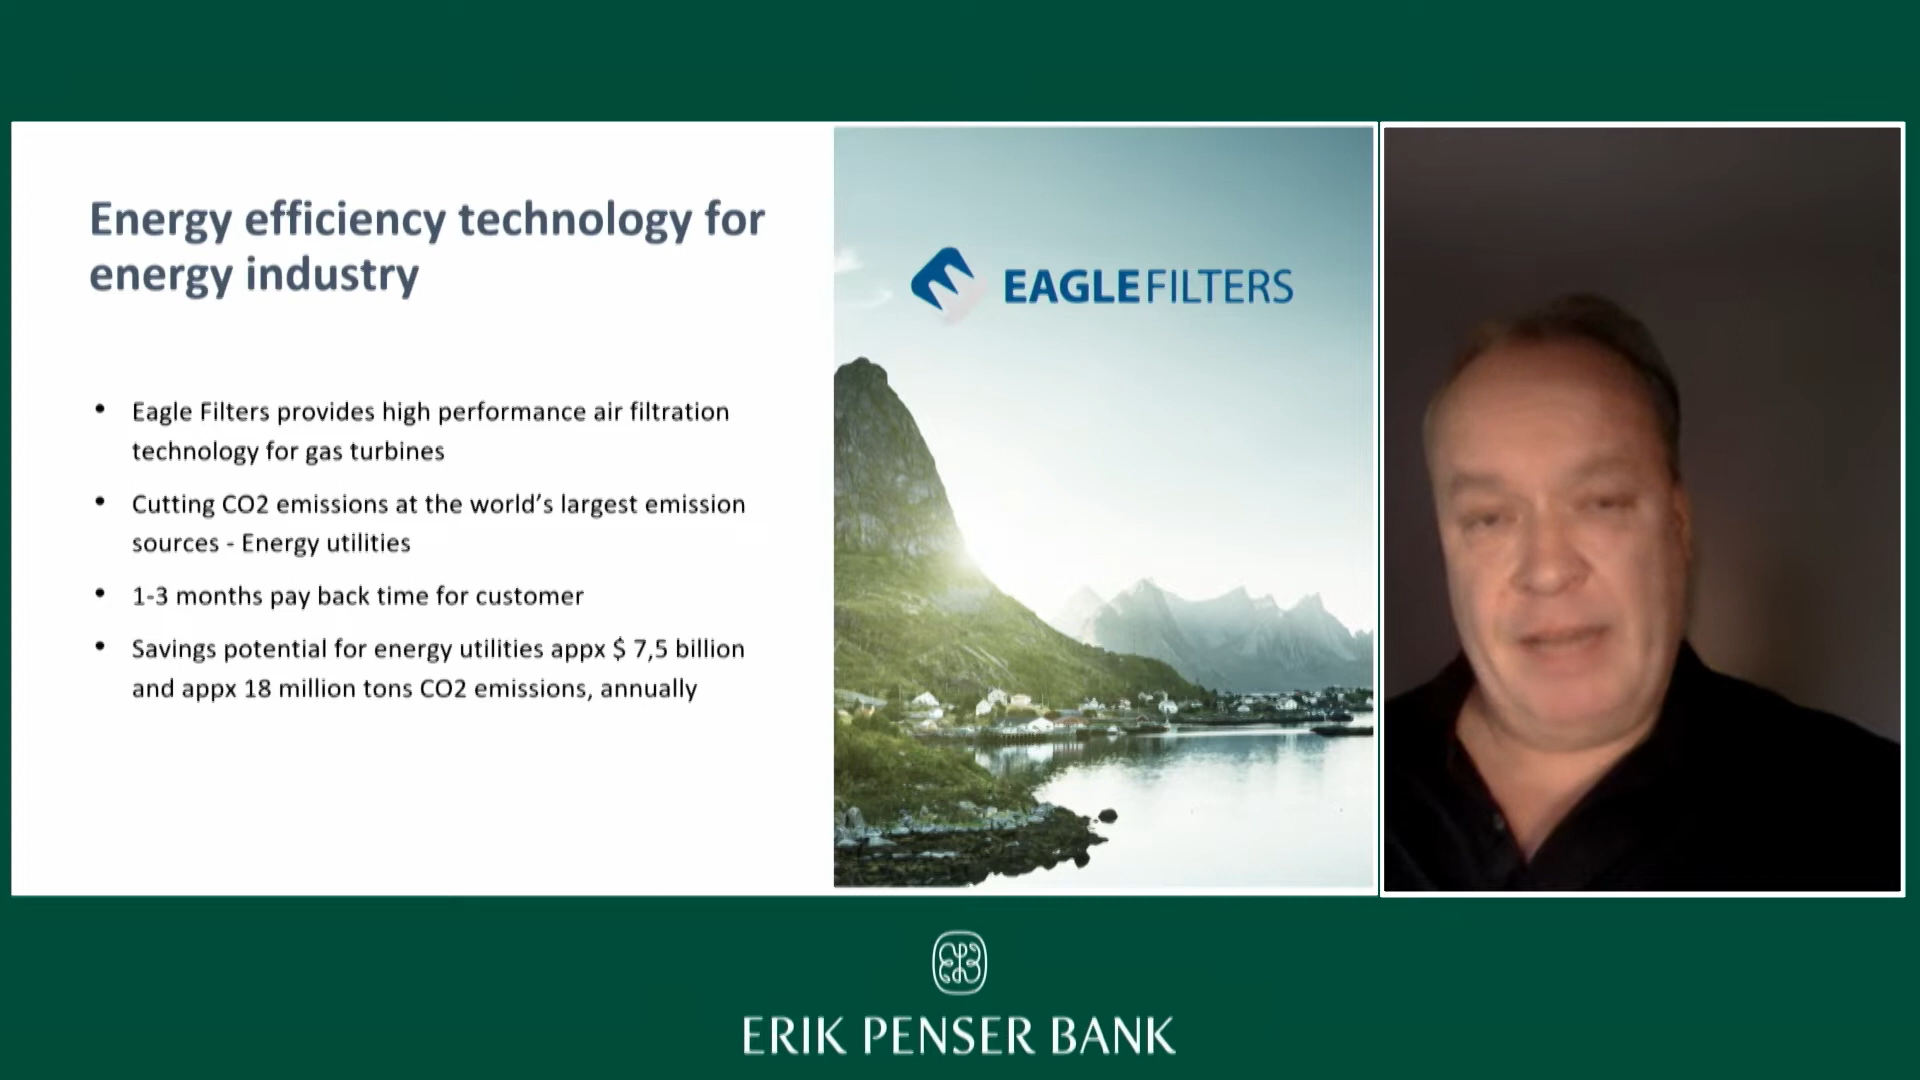 Energy efficiency technology for
energy industry
• Eagle Filters provides high performance air filtration
technology for gas turbines
• Cutting CO2 emissions at the world’s largest emission
sources - Energy utilities
• 1-3 months pay back time for customer
• Savings potential for energy utilities appx $ 7,5 billion
and appx 18 million tons CO2 emissions, annually
EAGLEFILTERS
ERIK PENSER BANK